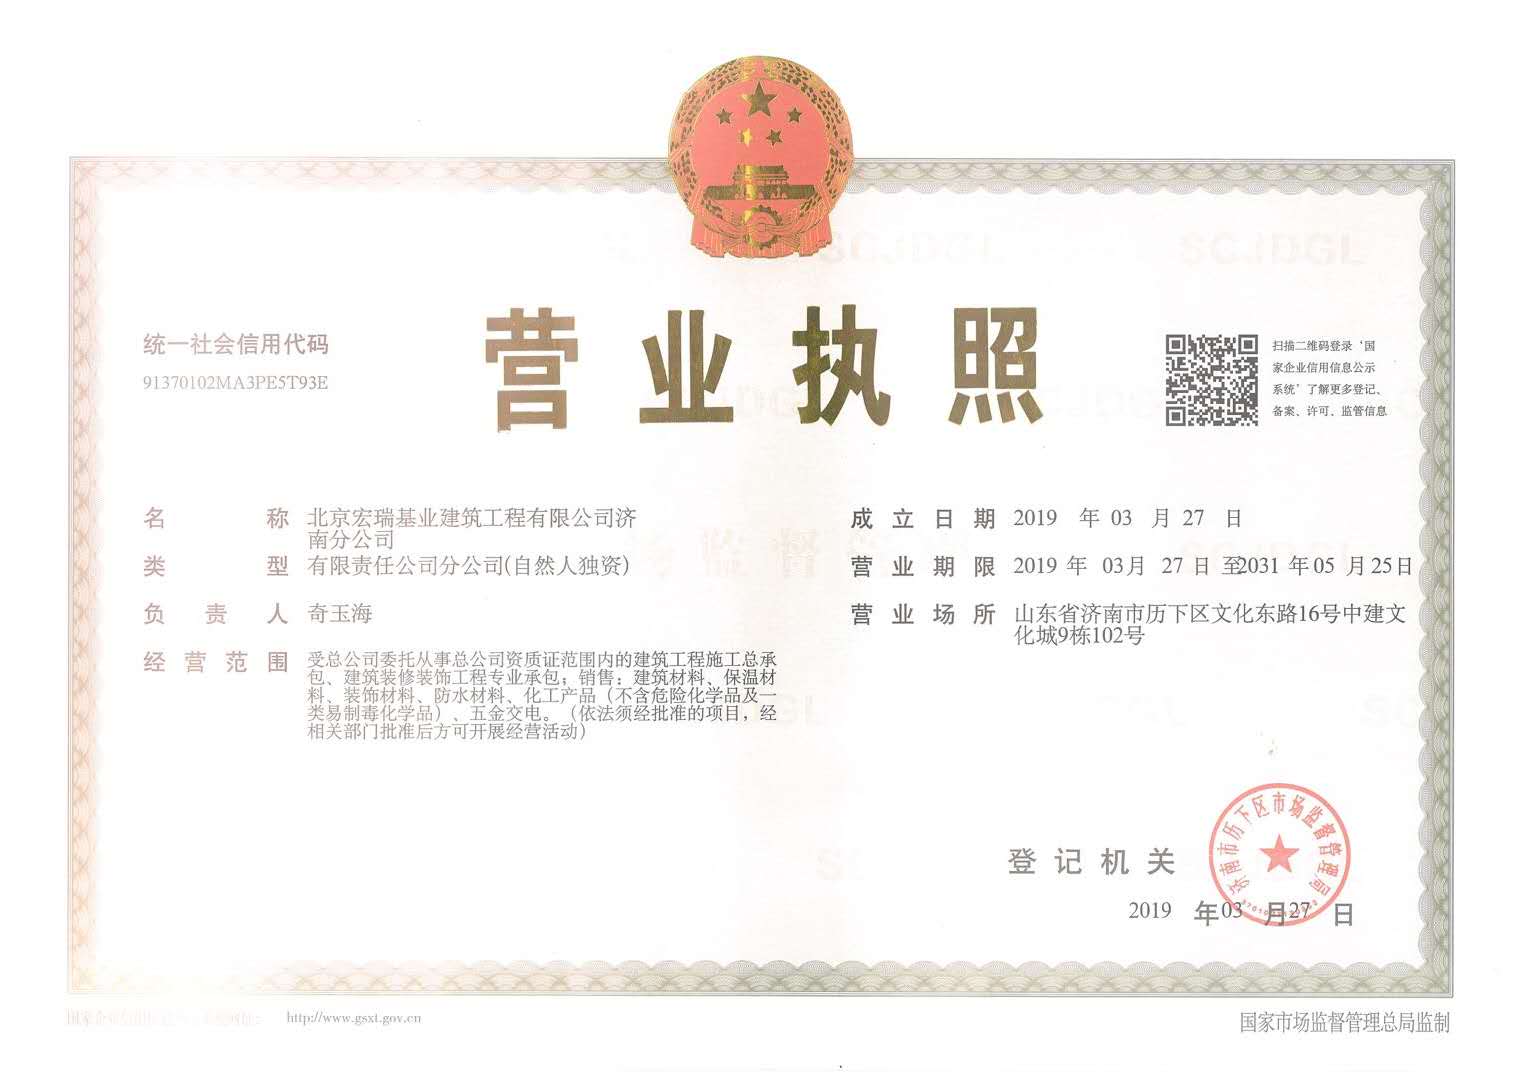 营业执照
统一社会信用代码
91370102MA3PE5T93E
扫描二维码登录‘国
家企业信用信息公示
系统’了解更多登记、
备案、许可、监管信息
名称 北京宏瑞基业建筑工程有限公司济
南分公司
类型 有限责任公司分公司(自然人独资)
负责人 奇玉海
经营范围 受总公司委托从事总公司资质证范围内的建筑工程施工总承
包、建筑装修装饰工程专业承包；销售：建筑材料、保温材
料、装饰材料、防水材料、化工产品（不含危险化学品及一
类易制毒化学品）、五金交电。（依法须经批准的项目，经
相关部门批准后方可开展经营活动）
成立日期 2019 年 03 月 27 日
营业期限 2019 年 03月 27 日 至2031 年05 月25日
营业场所 山东省济南市历下区文化东路16号中建文
化城9栋102号
登记机关
济南市历下区市场监督管理局
2019 年03 月27 日
http://www.gsxt.gov.cn
国家市场监督管理总局监制
SCJDGL
SCJDGL